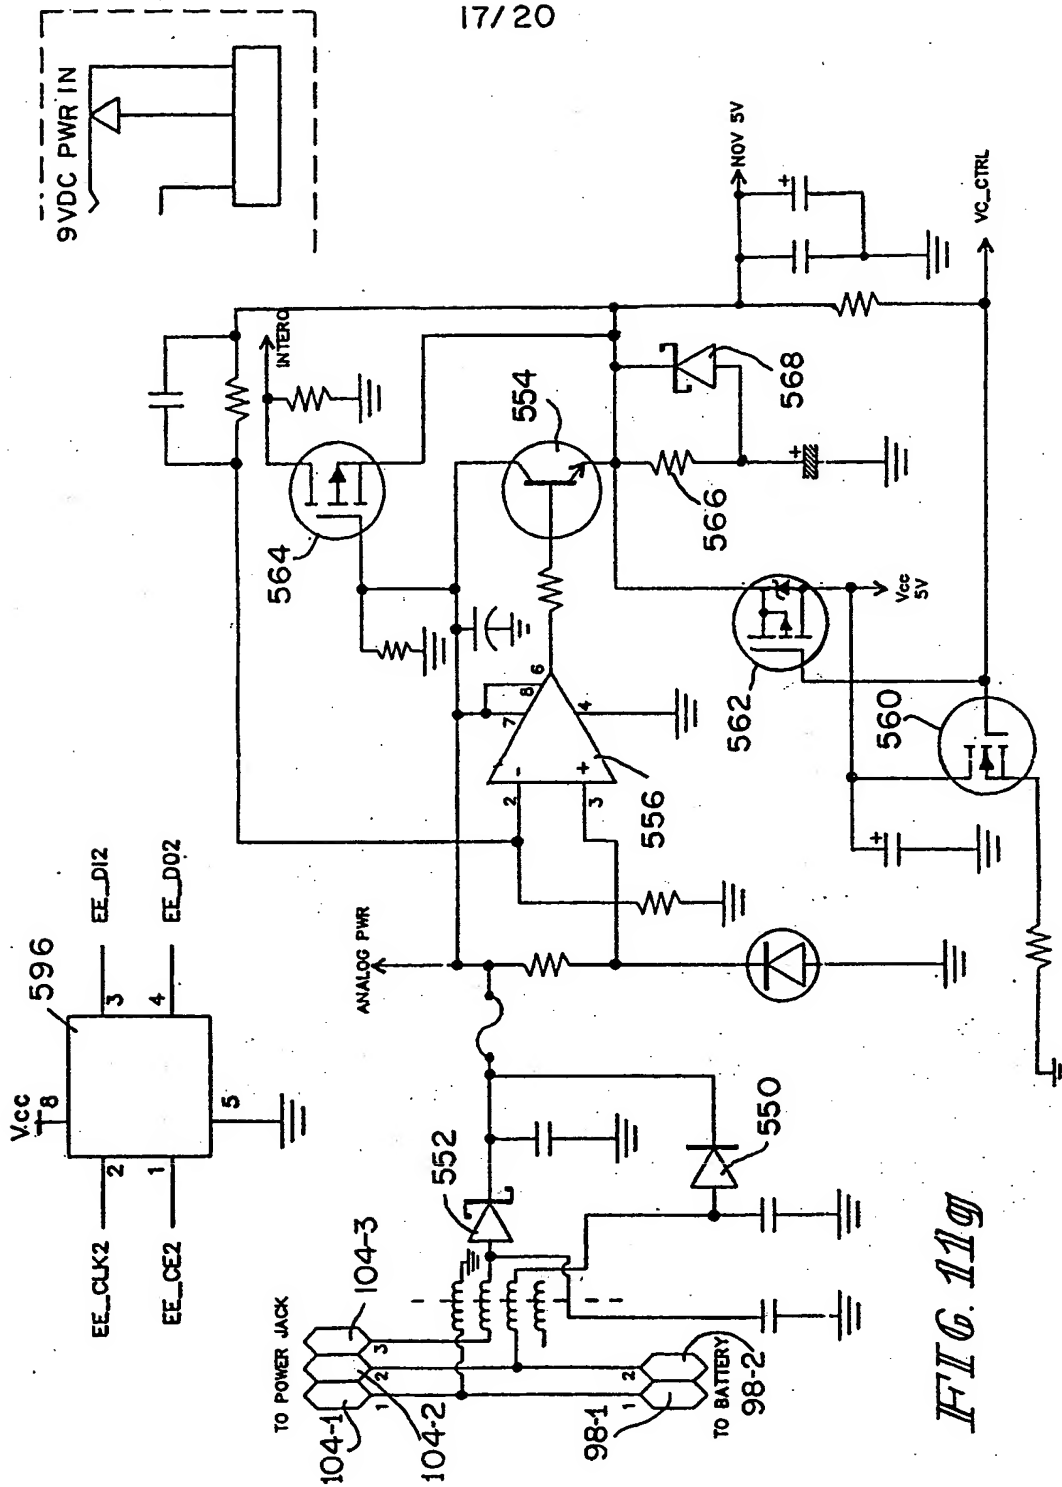 17/20
9VDC PWR IN
596
V.cc
8
EE_CLK2
2
3
EE_DI2
EE_CE2
1
4
EE_DO2
5
INTERO
564
554
NOV 5V
VC_CTRL
568
566
Vcc
5V
562
560
556
-
+
2
3
7
8
6
4
+
+
+
ANALOG PWR
552
550
TO POWER JACK
104-3
104-1
104-2
1
2
3
98-1
98-2
1
2
TO BATTERY
FIG. 11g